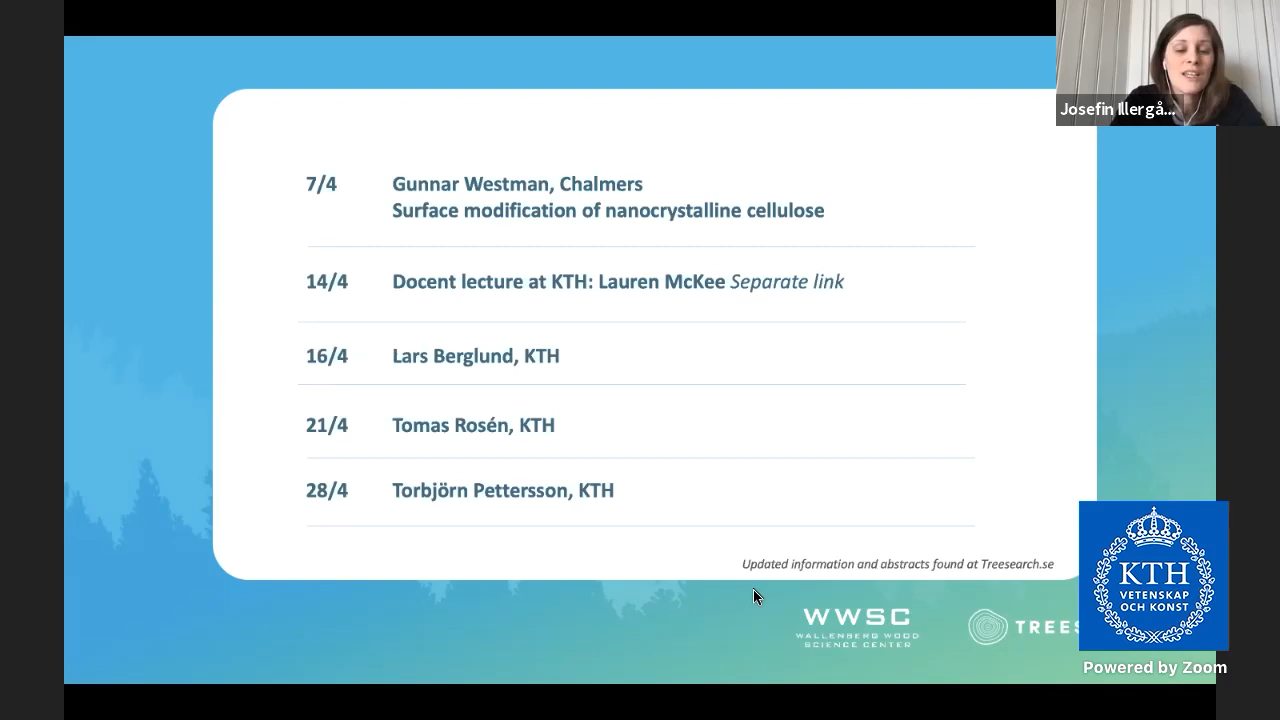 Josefin Illergå...
7/4 Gunnar Westman, Chalmers
Surface modification of nanocrystalline cellulose
14/4 Docent lecture at KTH: Lauren McKee Separate link
16/4 Lars Berglund, KTH
21/4 Tomas Rosén, KTH
28/4 Torbjörn Pettersson, KTH
Updated information and abstracts found at Treesearch.se
WWSC
WALLENBERG WOOD
SCIENCE CENTER
TREES
KTH
VETENSKAP
OCH KONST
Powered by Zoom